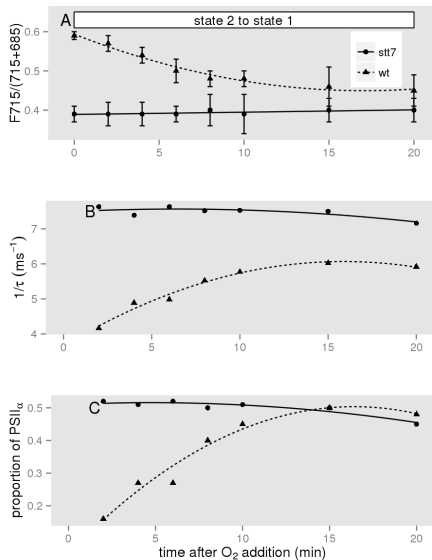 A
state 2 to state 1
F715/(715+685)
0.6
0.5
0.4
stt7
wt
0 5 10 15 20
B
1/τ (ms⁻¹)
7
6
5
4
0 5 10 15 20
C
proportion of PSIIα
0.5
0.4
0.3
0.2
0 5 10 15 20
time after O₂ addition (min)